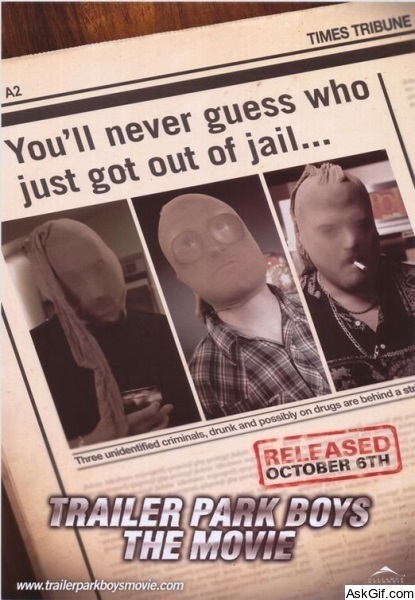 TIMES TRIBUNE
A2
You'll never guess who
just got out of jail...
Three unidentified criminals, drunk and possibly on drugs are behind a str
RELEASED
OCTOBER 6TH
TRAILER PARK BOYS
THE MOVIE
www.trailerparkboysmovie.com
AskGif.com